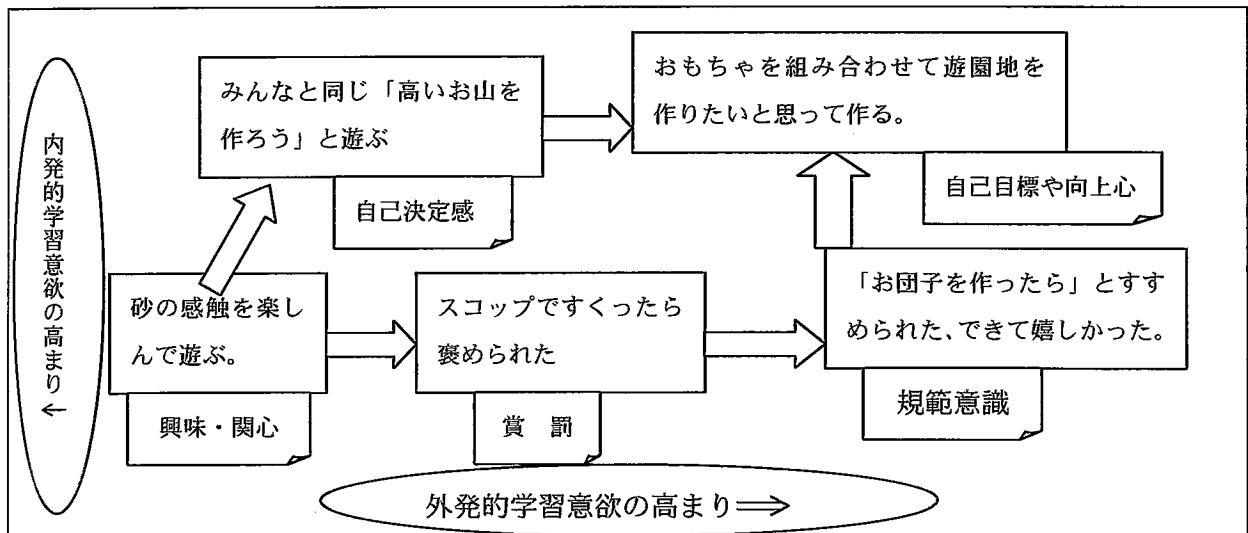 みんなと同じ「高いお山を
作ろう」と遊ぶ
自己決定感
おもちゃを組み合わせて遊園地を
作りたいと思って作る。
自己目標や向上心
内発的学習意欲の高まり↑
砂の感触を楽し
んで遊ぶ。
興味・関心
スコップですくったら
褒められた
賞　罰
「お団子を作ったら」とすす
められた、できて嬉しかった。
規範意識
外発的学習意欲の高まり⇒